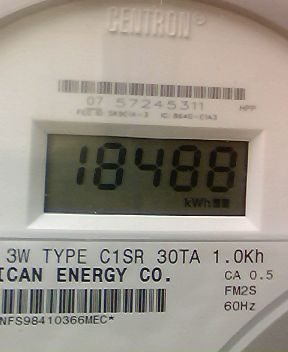 CENTRON®
07 57245311
HPP
18488
kWh
3W TYPE C1SR 30TA 1.0Kh
ICAN ENERGY CO. CA 0.5
FM2S
NFS98410366MEC* 60Hz